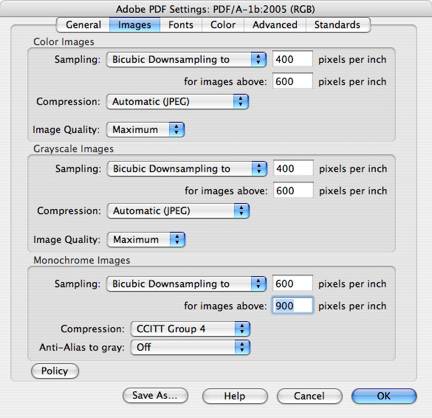 Adobe PDF Settings: PDF/A-1b:2005 (RGB)
General Images Fonts Color Advanced Standards
Color Images
Sampling: Bicubic Downsampling to 400 pixels per inch
for images above: 600 pixels per inch
Compression: Automatic (JPEG)
Image Quality: Maximum
Grayscale Images
Sampling: Bicubic Downsampling to 400 pixels per inch
for images above: 600 pixels per inch
Compression: Automatic (JPEG)
Image Quality: Maximum
Monochrome Images
Sampling: Bicubic Downsampling to 600 pixels per inch
for images above: 900 pixels per inch
Compression: CCITT Group 4
Anti-Alias to gray: Off
Policy
Save As... Help Cancel OK